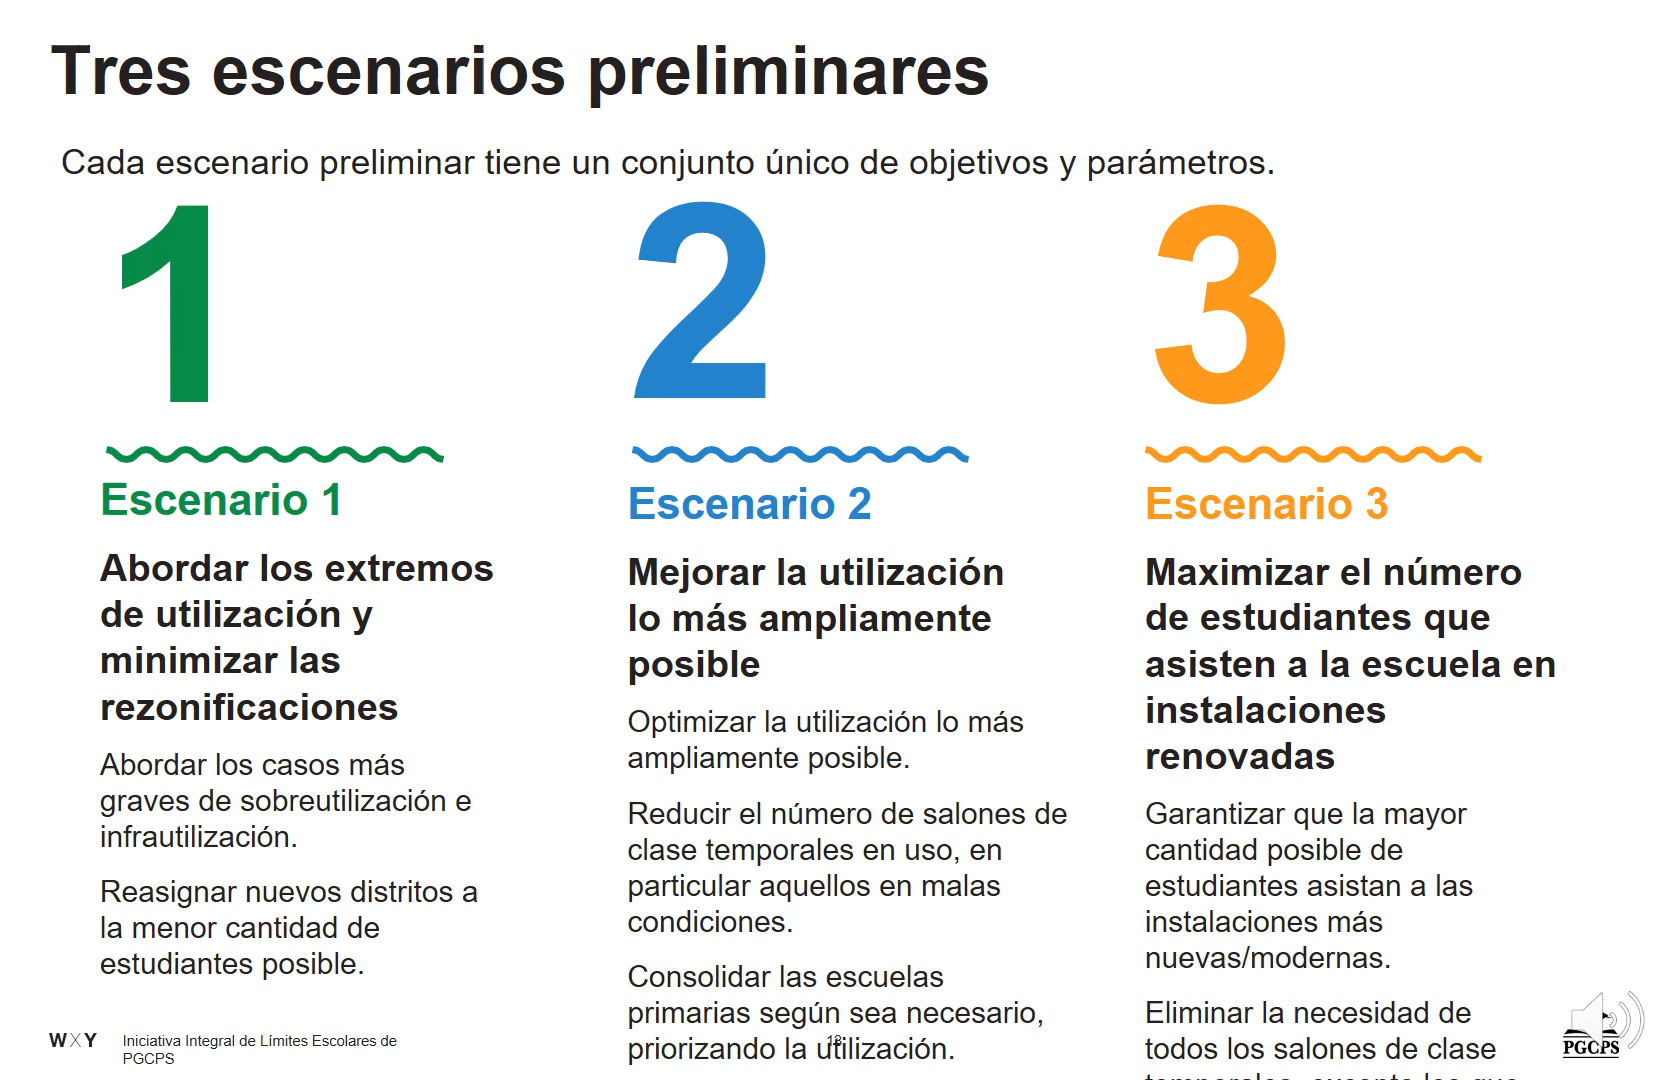 Tres escenarios preliminares
Cada escenario preliminar tiene un conjunto único de objetivos y parámetros.
1
Escenario 1
Abordar los extremos
de utilización y
minimizar las
rezonificaciones
Abordar los casos más
graves de sobreutilización e
infrautilización.
Reasignar nuevos distritos a
la menor cantidad de
estudiantes posible.
2
Escenario 2
Mejorar la utilización
lo más ampliamente
posible
Optimizar la utilización lo más
ampliamente posible.
Reducir el número de salones de
clase temporales en uso, en
particular aquellos en malas
condiciones.
Consolidar las escuelas
primarias según sea necesario,
priorizando la utilización.
3
Escenario 3
Maximizar el número
de estudiantes que
asisten a la escuela en
instalaciones
renovadas
Garantizar que la mayor
cantidad posible de
estudiantes asistan a las
instalaciones más
nuevas/modernas.
Eliminar la necesidad de
todos los salones de clase
WXY
Iniciativa Integral de Límites Escolares de
PGCPS
PGCPS